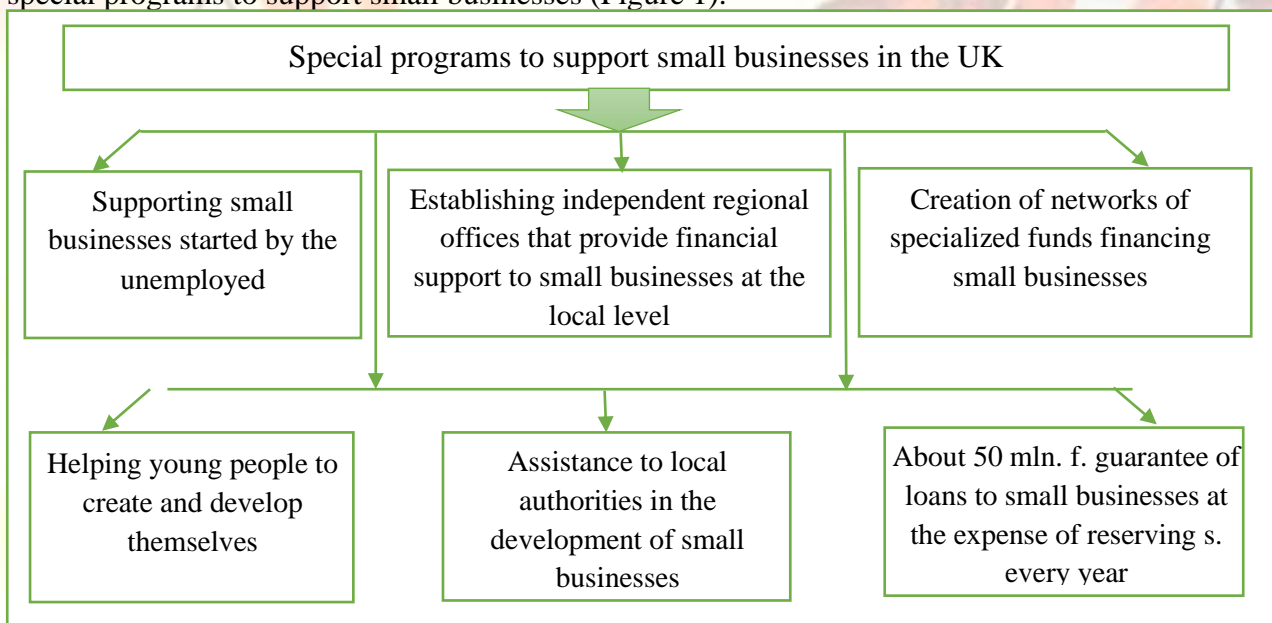 special programs to support small businesses (Figure 1).
Special programs to support small businesses in the UK
Supporting small
businesses started by the
unemployed
Establishing independent regional
offices that provide financial
support to small businesses at the
local level
Creation of networks of
specialized funds financing
small businesses
Helping young people to
create and develop
themselves
Assistance to local
authorities in the
development of small
businesses
About 50 mln. f. guarantee of
loans to small businesses at
the expense of reserving s.
every year